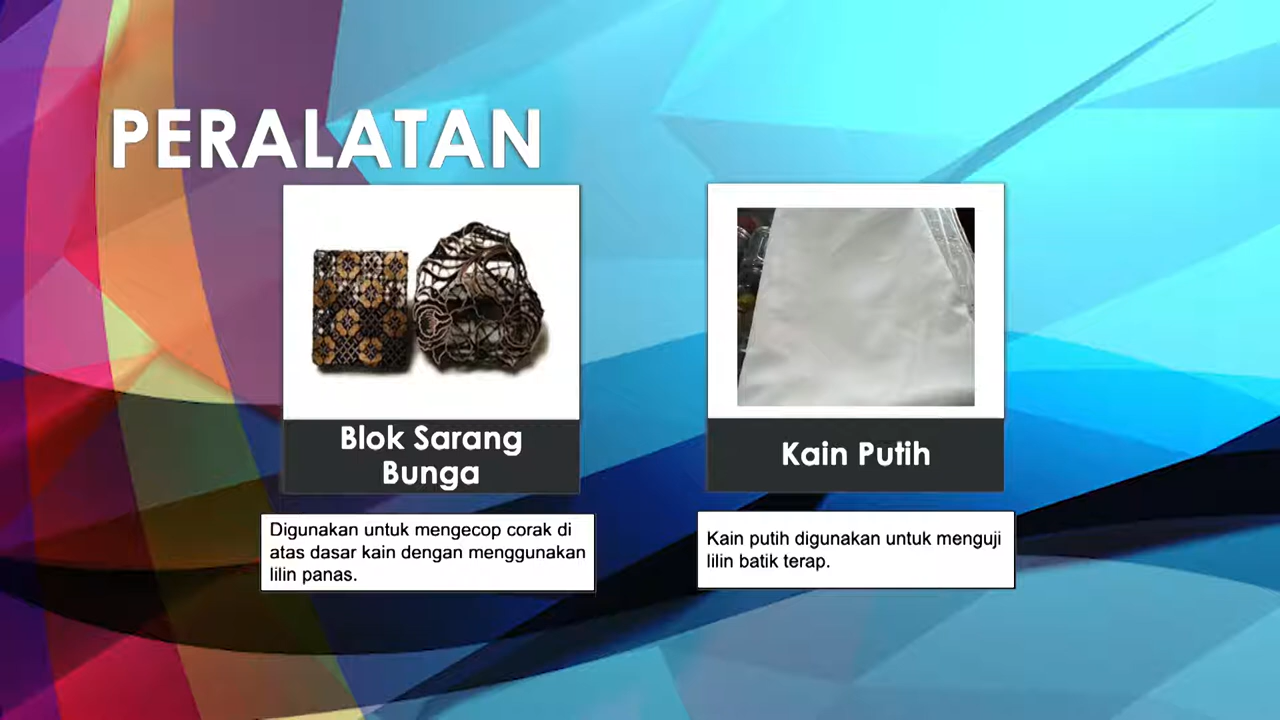 PERALATAN
Blok Sarang
Bunga
Digunakan untuk mengecop corak di
atas dasar kain dengan menggunakan
lilin panas.
Kain Putih
Kain putih digunakan untuk menguji
lilin batik terap.